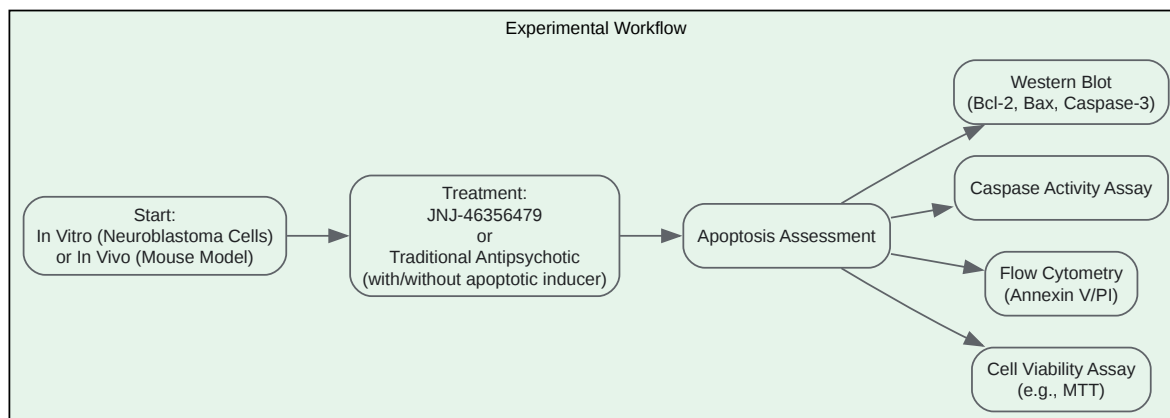 Experimental Workflow
Start:
In Vitro (Neuroblastoma Cells)
or In Vivo (Mouse Model)
Treatment:
JNJ-46356479
or
Traditional Antipsychotic
(with/without apoptotic inducer)
Apoptosis Assessment
Western Blot
(Bcl-2, Bax, Caspase-3)
Caspase Activity Assay
Flow Cytometry
(Annexin V/PI)
Cell Viability Assay
(e.g., MTT)